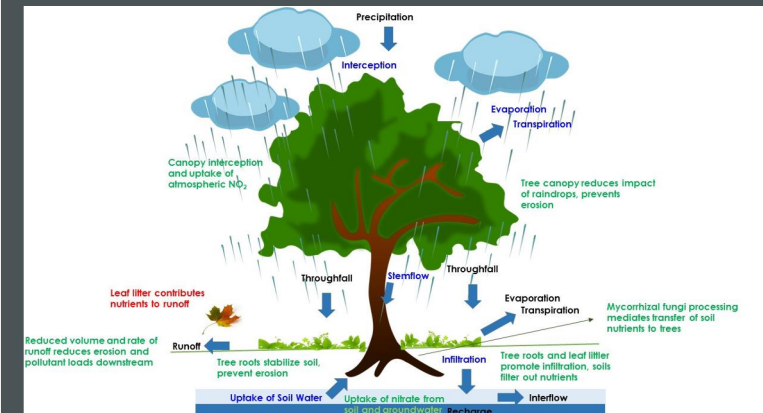 Precipitation
Interception
Evaporation
Transpiration
Canopy interception
and uptake of
atmospheric NO2
Tree canopy reduces impact
of raindrops, prevents
erosion
Throughfall
Stemflow
Throughfall
Leaf litter contributes
nutrients to runoff
Evaporation
Transpiration
Mycorrhizal fungi processing
mediates transfer of soil
nutrients to trees
Reduced volume and rate of
runoff reduces erosion and
pollutant loads downstream
Runoff
Tree roots stabilize soil,
prevent erosion
Infiltration
Tree roots and leaf littler
promote infiltration, soils
filter out nutrients
Uptake of Soil Water
Uptake of nitrate from
soil and groundwater
Interflow
Recharge